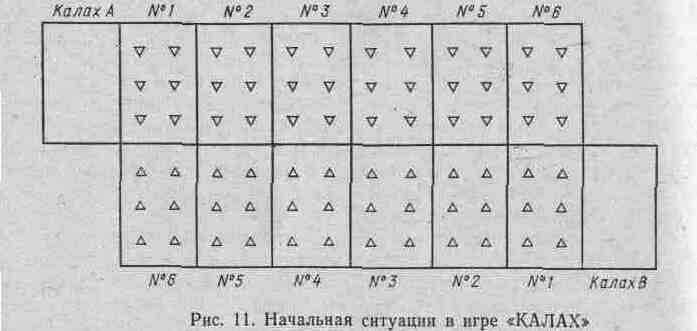 Калах А №1 №2 №3 №4 №5 №6
№6 №5 №4 №3 №2 №1 Калах В
Рис. 11. Начальная ситуации в игре «КАЛАХ»